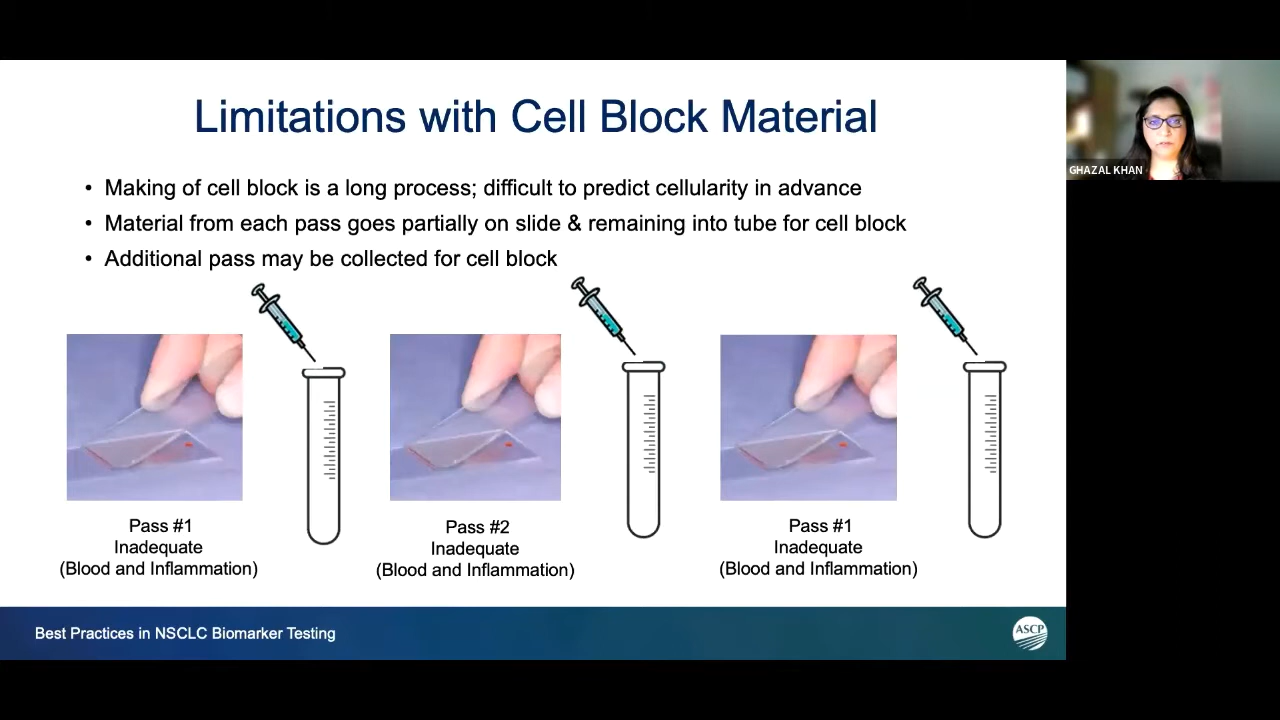 Limitations with Cell Block Material
• Making of cell block is a long process; difficult to predict cellularity in advance
• Material from each pass goes partially on slide & remaining into tube for cell block
• Additional pass may be collected for cell block
Pass #1
Inadequate
(Blood and Inflammation)
Pass #2
Inadequate
(Blood and Inflammation)
Pass #1
Inadequate
(Blood and Inflammation)
Best Practices in NSCLC Biomarker Testing
ASCP
GHAZAL KHAN